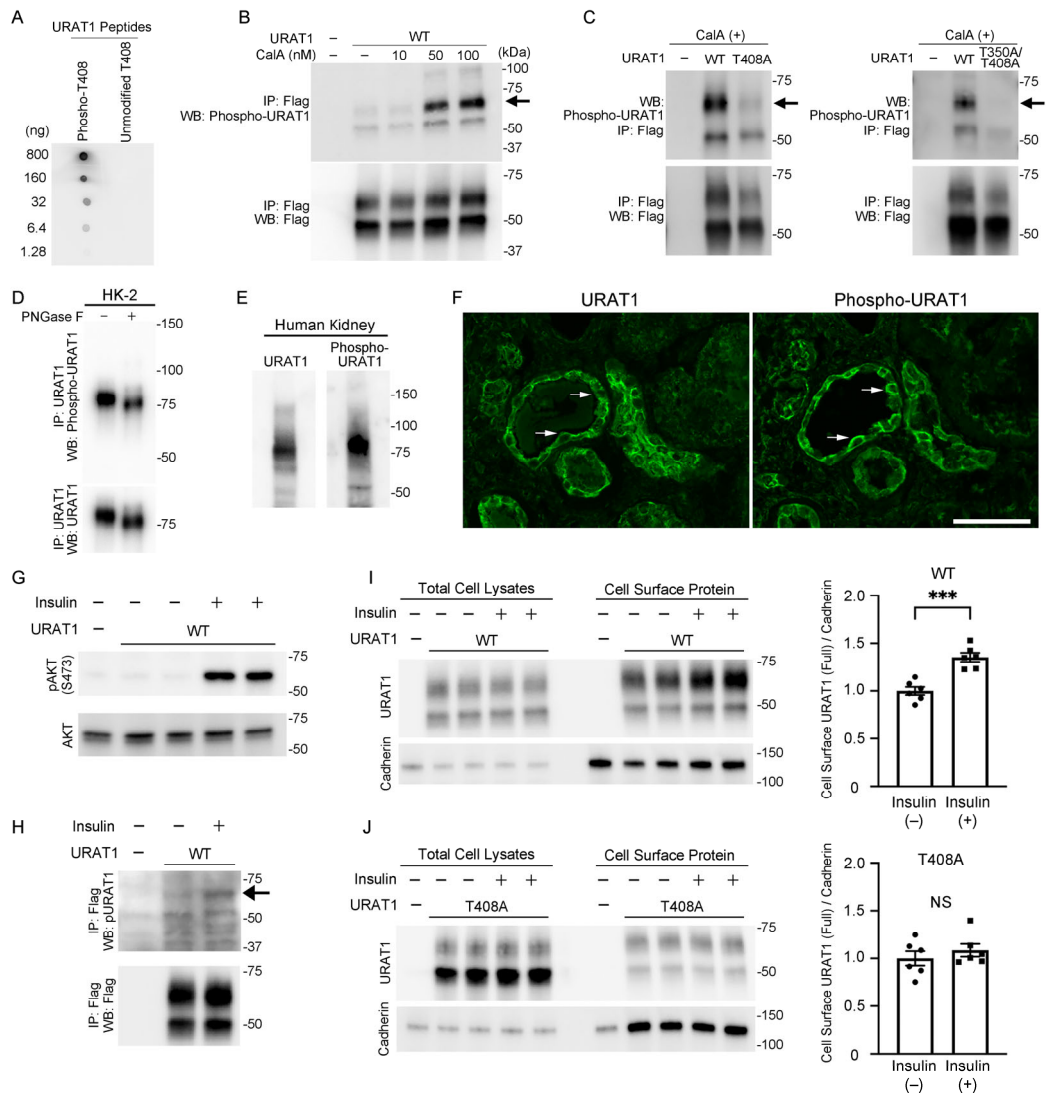 A
URAT1 Peptides
Phospho-T408
Unmodified T408
(ng)
800
160
32
6.4
1.28
B
URAT1 – WT
CalA (nM) – 10 50 100 (kDa)
-100
-75
IP: Flag
WB: Phospho-URAT1
-50
-37
-75
IP: Flag
WB: Flag
-50
-37
C
CalA (+)
URAT1 – WT T408A
-75
WB:
Phospho-URAT1
IP: Flag
-50
-75
IP: Flag
WB: Flag
-50
CalA (+)
URAT1 – WT T350A/
T408A
-75
WB:
Phospho-URAT1
IP: Flag
-50
-75
IP: Flag
WB: Flag
-50
D
HK-2
PNGase F – +
-150
-100
-75
-50
IP: URAT1
WB: Phospho-URAT1
IP: URAT1
WB: URAT1
-75
E
Human Kidney
URAT1
Phospho-
URAT1
-150
-100
-75
-50
F
URAT1
Phospho-URAT1
G
Insulin – – – + +
URAT1 – WT
pAKT
(S473)
-75
-50
AKT
-75
-50
H
Insulin – – +
URAT1 – WT
IP: Flag
WB: pURAT1
-75
-50
-37
IP: Flag
WB: Flag
-75
-50
I
Total Cell Lysates
Cell Surface Protein
Insulin – – – + + – – – + +
URAT1 – WT – WT
URAT1
-75
-50
Cadherin
-150
-100
WT
***
Cell Surface URAT1 (Full) / Cadherin
2.0
1.5
1.0
0.5
0
Insulin
(–)
Insulin
(+)
J
Total Cell Lysates
Cell Surface Protein
Insulin – – – + + – – – + +
URAT1 – T408A – T408A
URAT1
-75
-50
Cadherin
-150
-100
T408A
NS
Cell Surface URAT1 (Full) / Cadherin
2.0
1.5
1.0
0.5
0
Insulin
(–)
Insulin
(+)